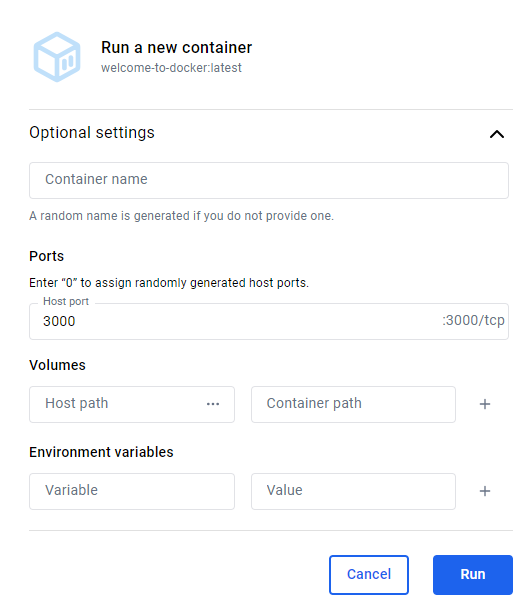 Run a new container
welcome-to-docker:latest
Optional settings
Container name
A random name is generated if you do not provide one.
Ports
Enter “0” to assign randomly generated host ports.
Host port
3000 :3000/tcp
Volumes
Host path ••• Container path +
Environment variables
Variable Value +
Cancel Run